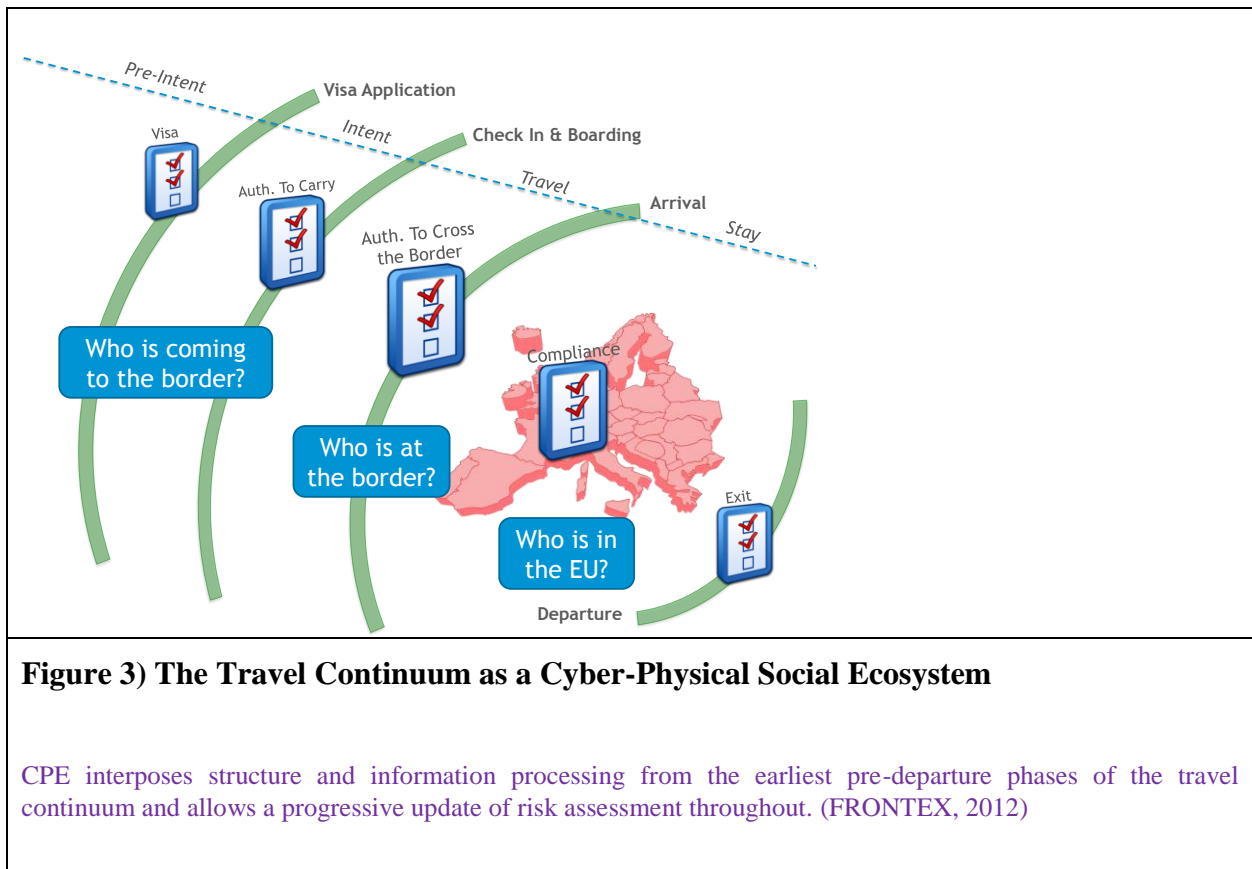 Pre-Intent
Visa Application
Visa
Intent
Check In & Boarding
Auth. To Carry
Travel
Arrival
Auth. To Cross
the Border
Stay
Who is coming
to the border?
Compliance
Who is at
the border?
Exit
Who is in
the EU?
Departure
Figure 3) The Travel Continuum as a Cyber-Physical Social Ecosystem
CPE interposes structure and information processing from the earliest pre-departure phases of the travel
continuum and allows a progressive update of risk assessment throughout. (FRONTEX, 2012)